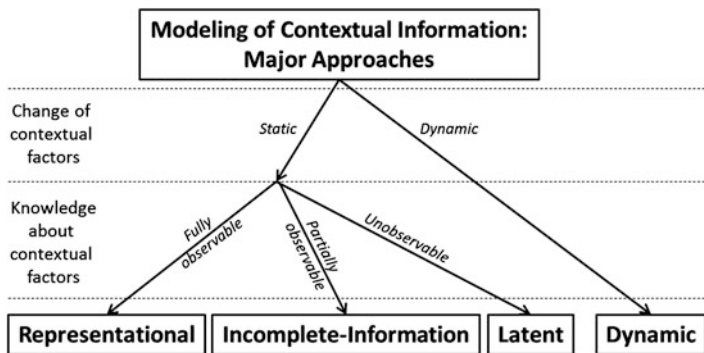 Modeling of Contextual Information:
Major Approaches
Change of
contextual
factors
Static
Dynamic
Knowledge
about
contextual
factors
Fully
observable
Partially
observable
Unobservable
Representational
Incomplete-Information
Latent
Dynamic